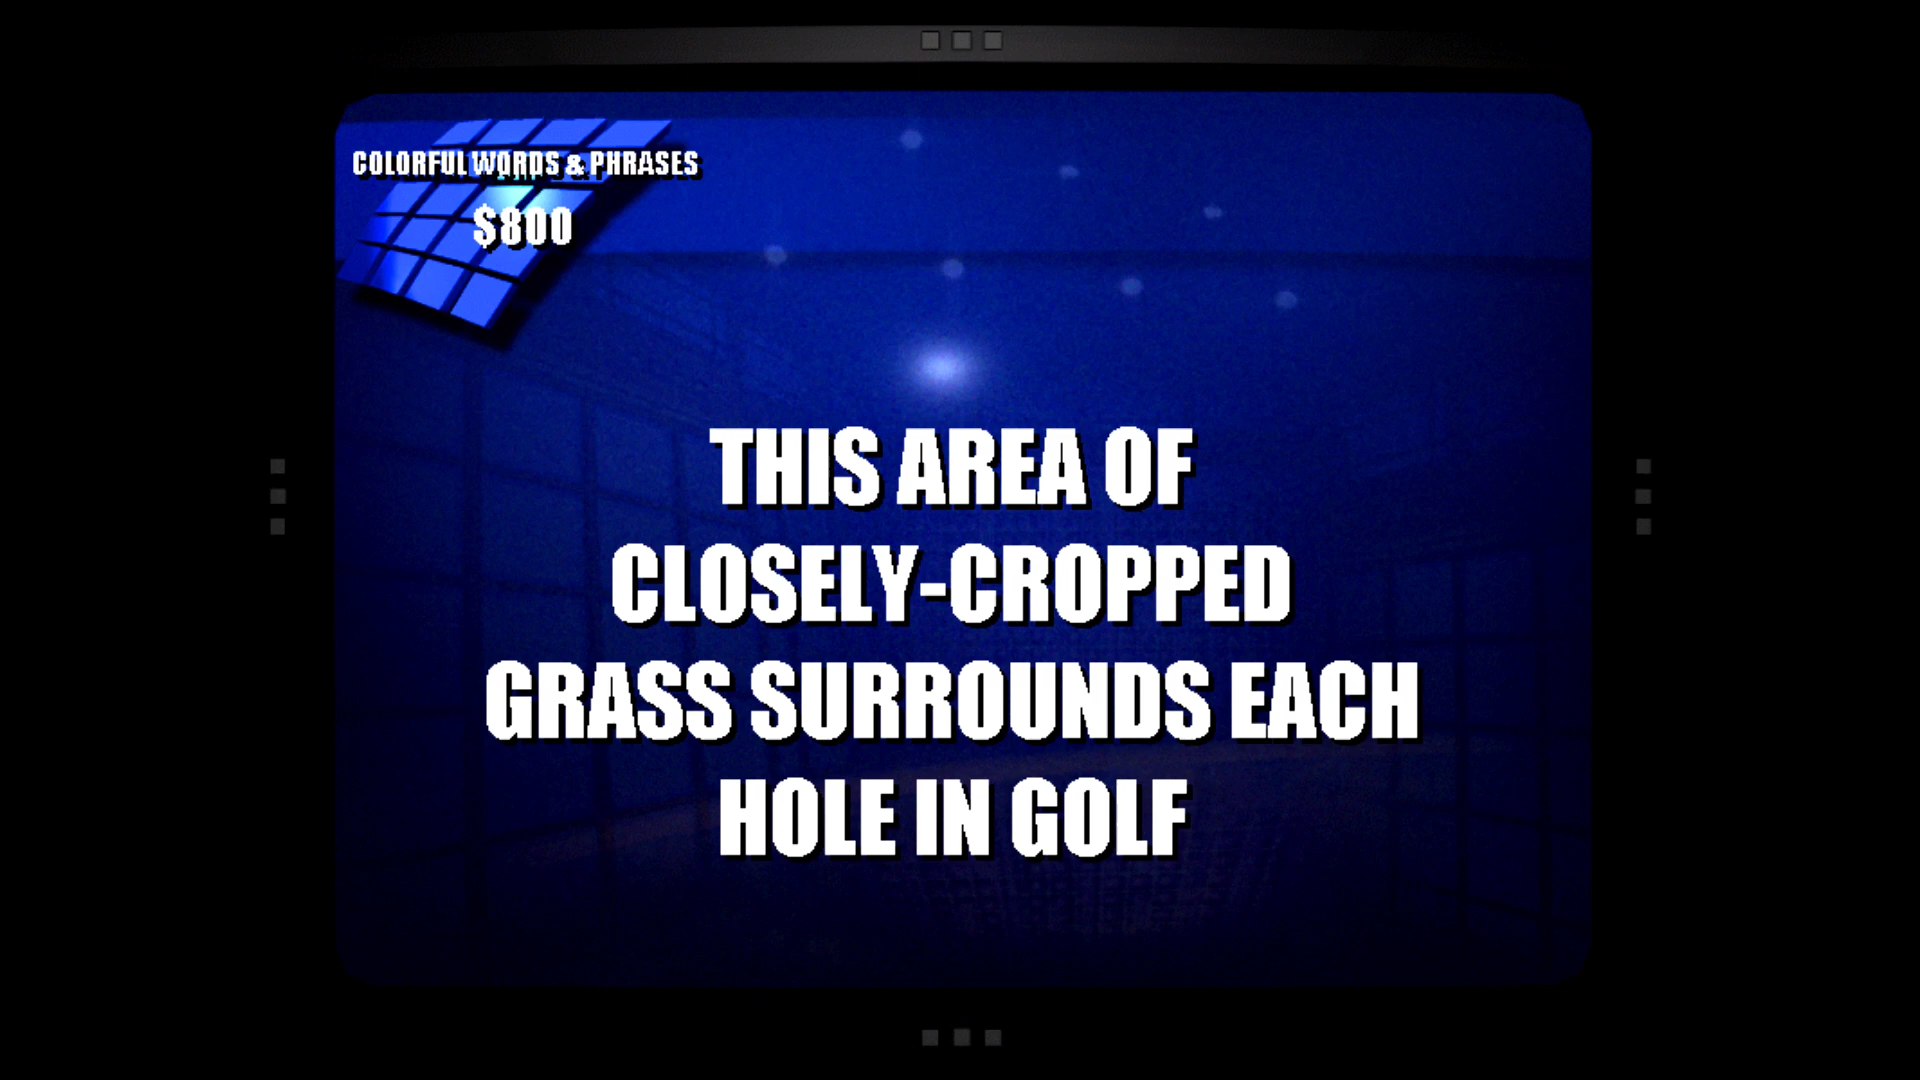 COLORFUL WORDS & PHRASES
$800
THIS AREA OF
CLOSELY-CROPPED
GRASS SURROUNDS EACH
HOLE IN GOLF